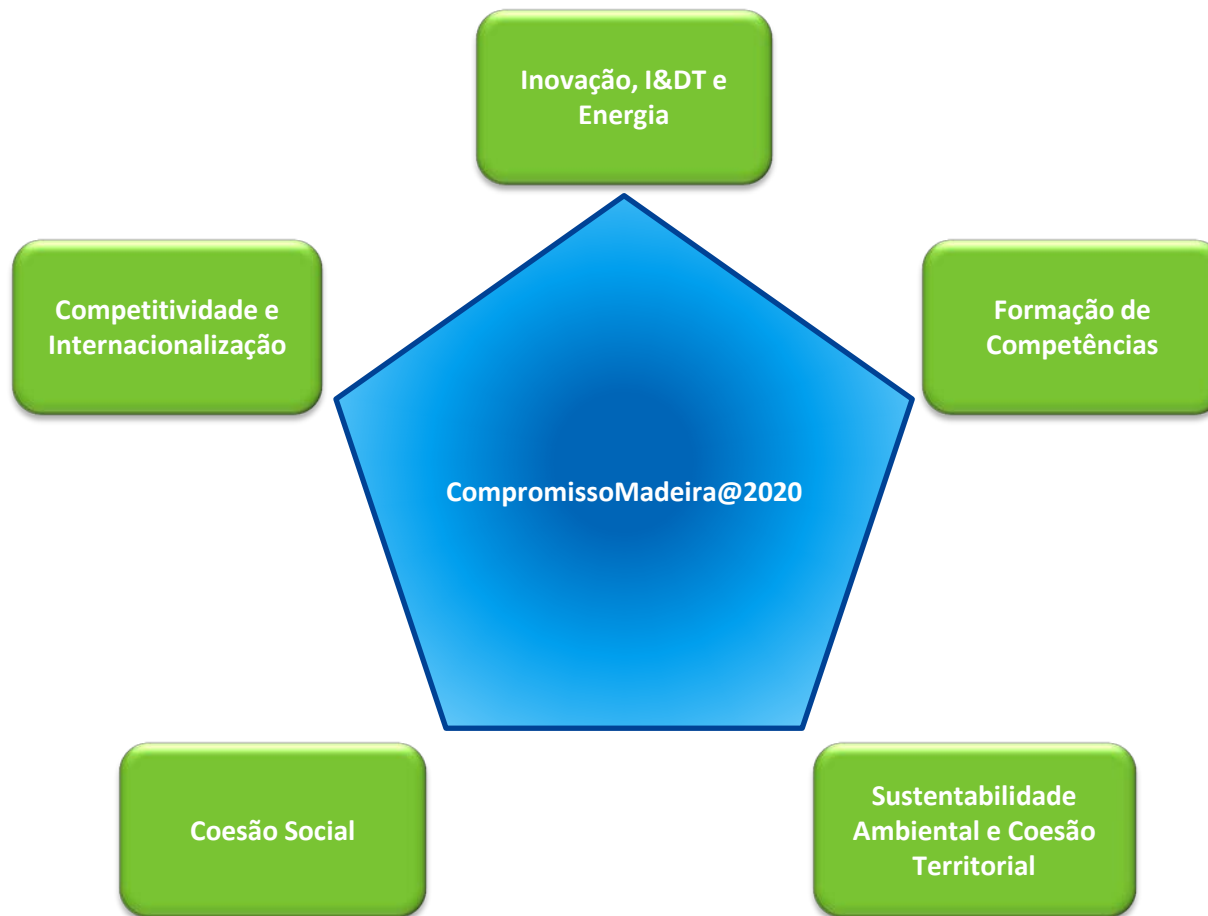 Inovação, I&DT e
Energia
Competitividade e
Internacionalização
Formação de
Competências
CompromissoMadeira@2020
Coesão Social
Sustentabilidade
Ambiental e Coesão
Territorial